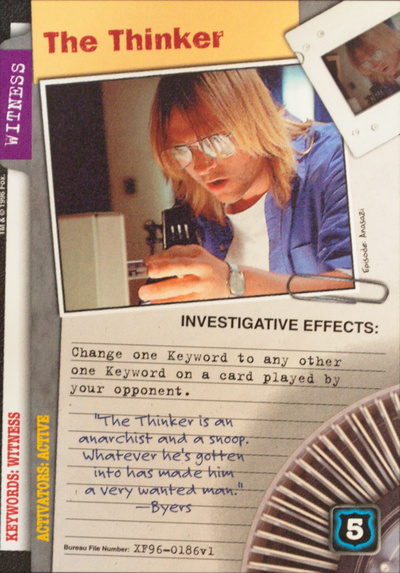 The Thinker
WITNESS
TM & © 1996 Fox.
Episode: Anasazi
INVESTIGATIVE EFFECTS:
Change one Keyword to any other
one Keyword on a card played by
your opponent.
"The Thinker is an
anarchist and a snoop.
Whatever he's gotten
into has made him
a very wanted man."
—Byers
KEYWORDS: WITNESS
ACTIVATORS: ACTIVE
5
Bureau File Number: XF96-0186v1